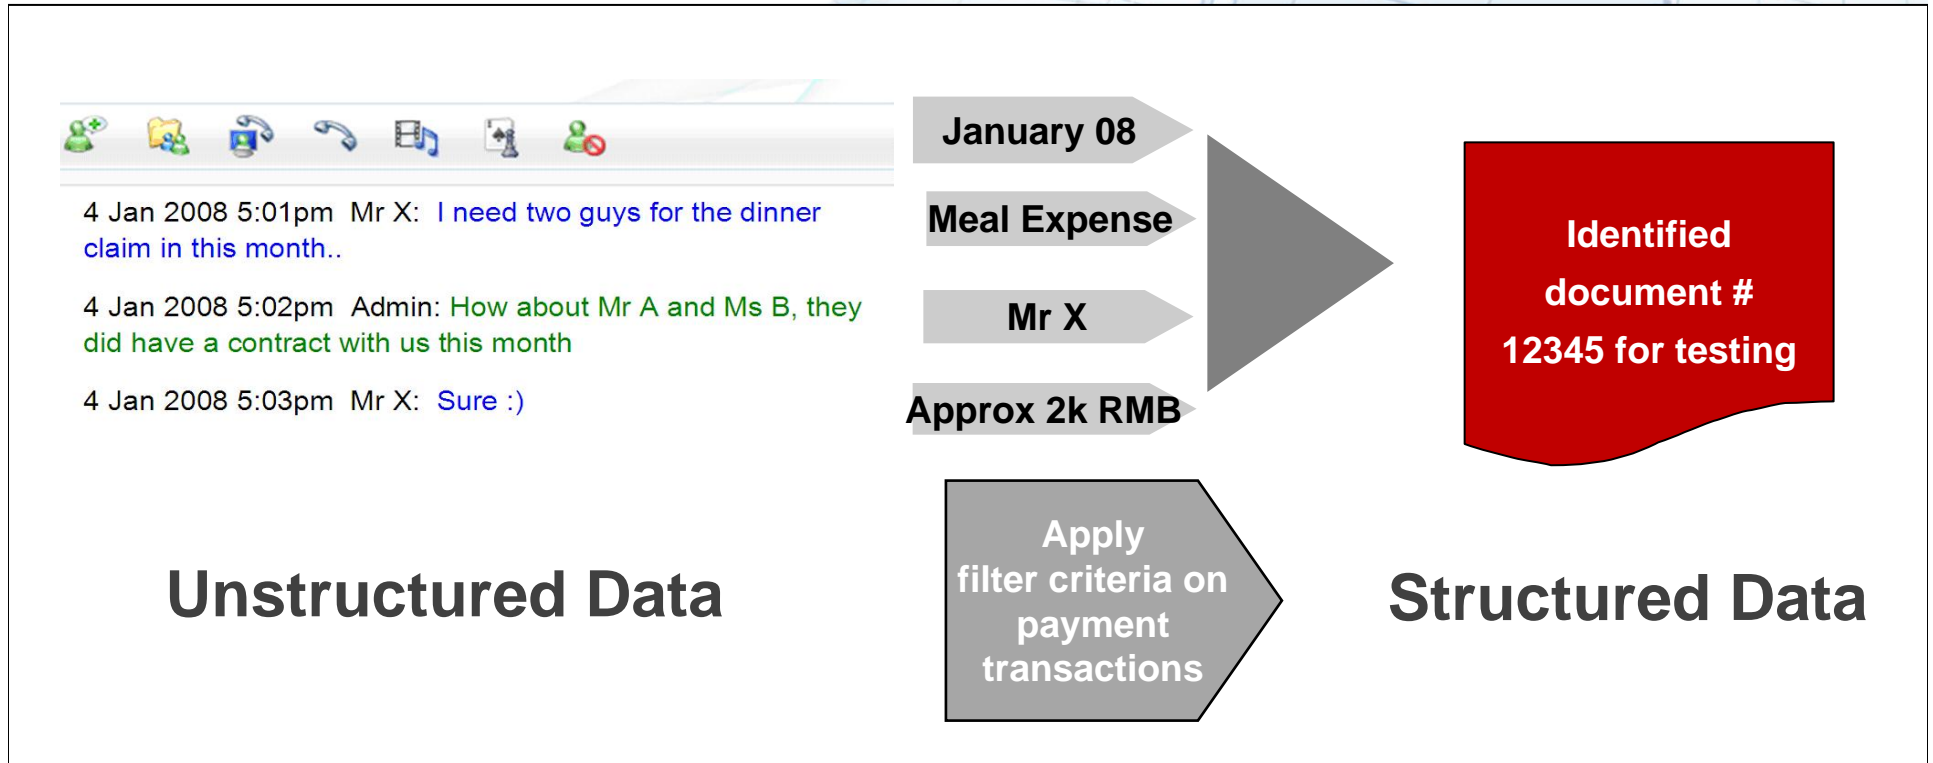 4 Jan 2008 5:01pm  Mr X:  I need two guys for the dinner
claim in this month..
4 Jan 2008 5:02pm  Admin: How about Mr A and Ms B, they
did have a contract with us this month
4 Jan 2008 5:03pm  Mr X:  Sure :)
January 08
Meal Expense
Mr X
Approx 2k RMB
Identified
document #
12345 for testing
Unstructured Data
Apply
filter criteria on
payment
transactions
Structured Data